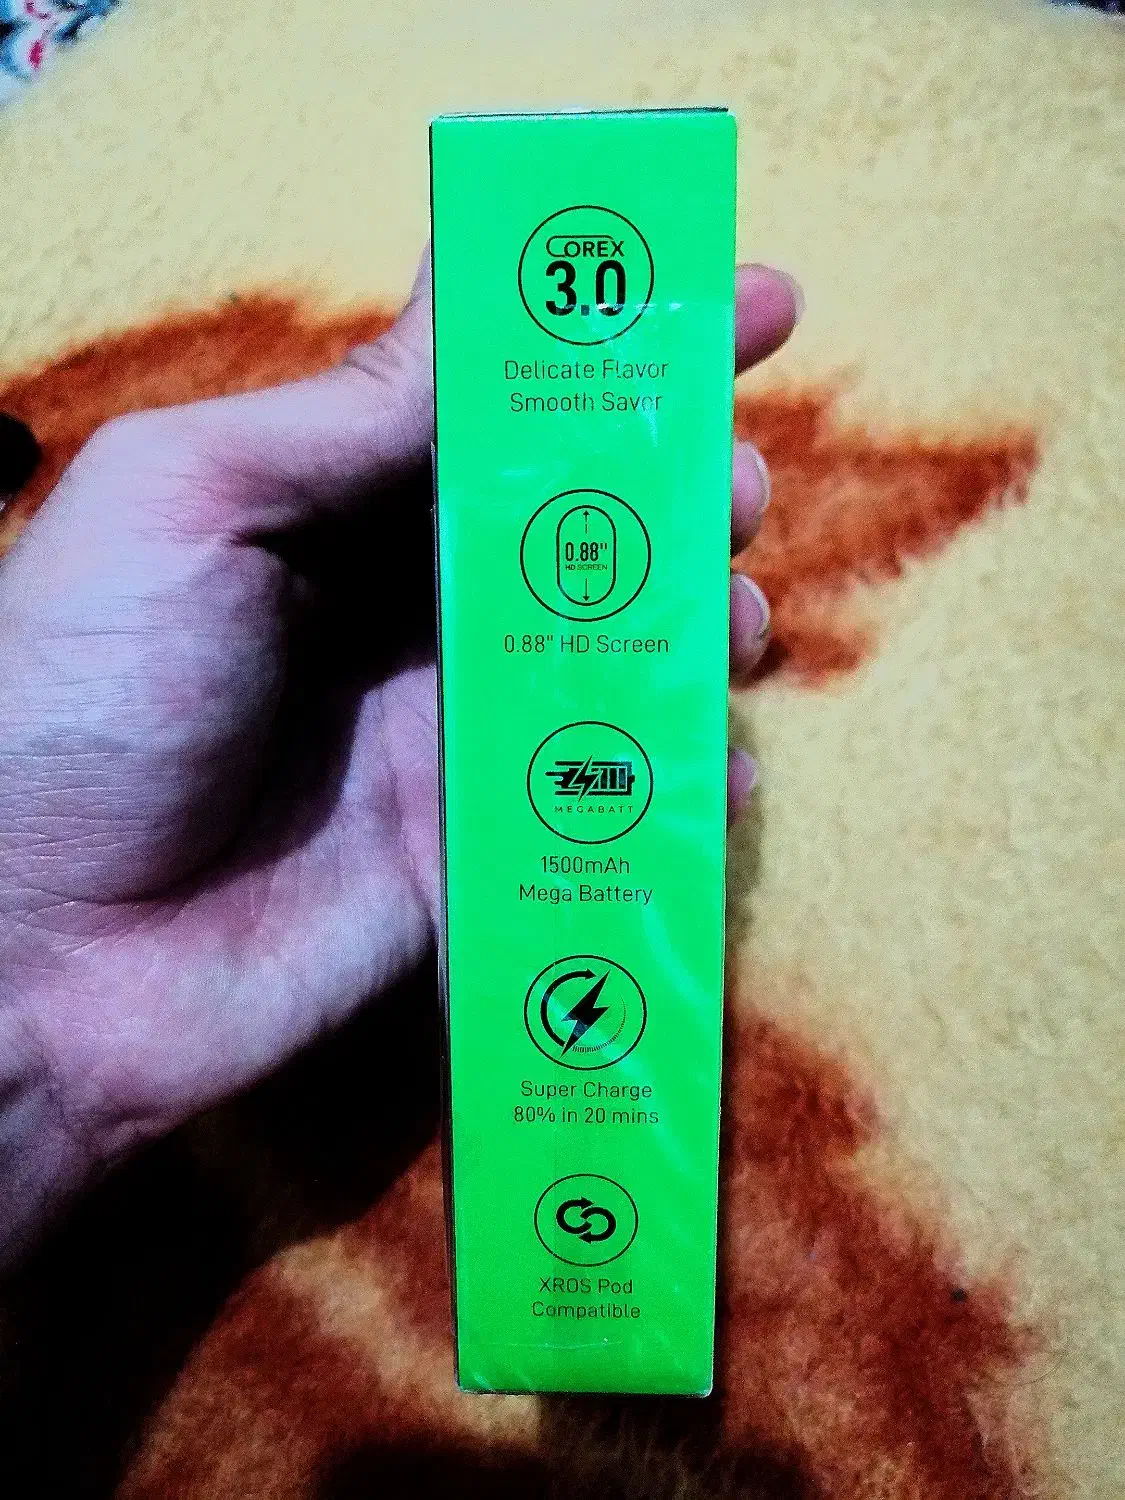 COREX
3.0
Delicate Flavor
Smooth Savor
0.88"
HD SCREEN
0.88" HD Screen
MEGABATT
1500mAh
Mega Battery
Super Charge
80% in 20 mins
XROS Pod
Compatible